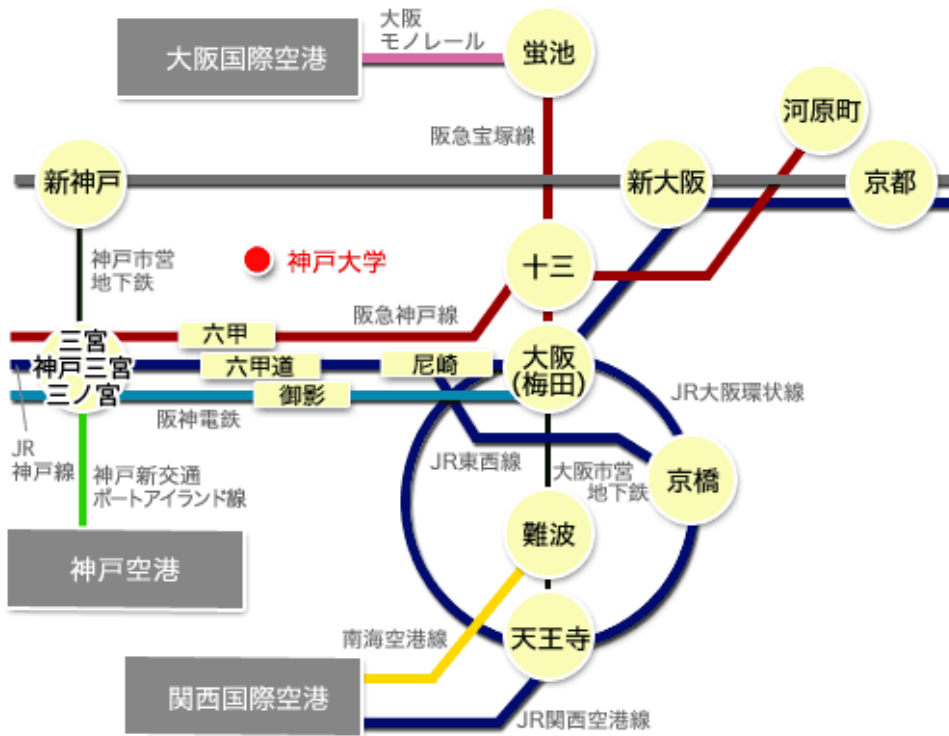 大阪
モノレール
大阪国際空港
蛍池
河原町
阪急宝塚線
新神戸
新大阪
京都
神戸市営
地下鉄
神戸大学
十三
阪急神戸線
三宮
六甲
神戸三宮
六甲道
尼崎
大阪
(梅田)
三ノ宮
御影
JR大阪環状線
阪神電鉄
JR
神戸線
神戸新交通
ポートアイランド線
JR東西線
大阪市営
地下鉄
京橋
難波
神戸空港
南海空港線
天王寺
関西国際空港
JR関西空港線